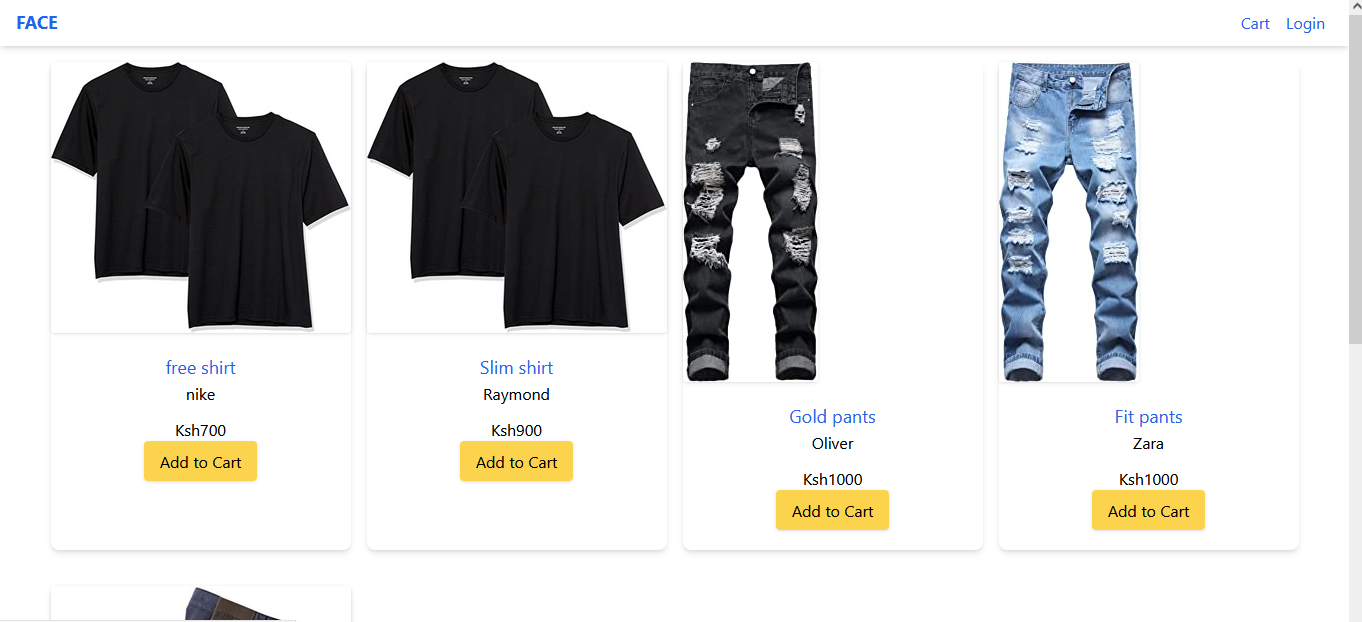 FACE
Cart Login
free shirt
nike
Ksh700
Add to Cart
Slim shirt
Raymond
Ksh900
Add to Cart
Gold pants
Oliver
Ksh1000
Add to Cart
Fit pants
Zara
Ksh1000
Add to Cart